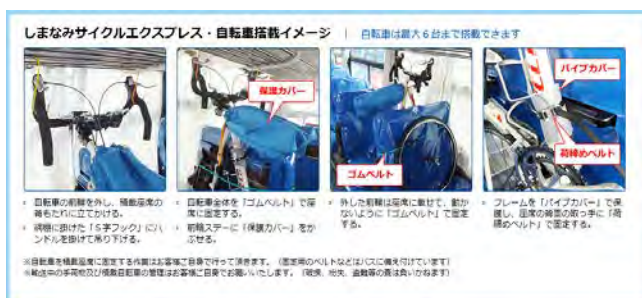 しまなみサイクルエクスプレス・自転車搭載イメージ | 自転車は最大6台まで搭載できます
保護カバー
ゴムベルト
パイプカバー
荷締めベルト
自転車の前輪を外し、積載座席の
背もたれに立てかける。
網棚に掛けた「S字フック」にハ
ンドルを掛けて吊り下げる。
自転車全体を「ゴムベルト」で座
席に固定する。
前輪ステーに「保護カバー」をか
ぶせる。
外した前輪は座席に乗せて、動か
ないように「ゴムベルト」で固定す
る。
フレームを「パイプカバー」で保
護し、座席の背面の取っ手に「荷
締めベルト」で固定する。
※自転車を積載座席に固定する作業はお客様ご自身で行って頂きます。（固定用のベルトなどはバスに備え付けています）
※輸送中の手荷物及び積載自転車の管理はお客様ご自身でお願いいたします。（破損、紛失、盗難等の責は負いかねます）